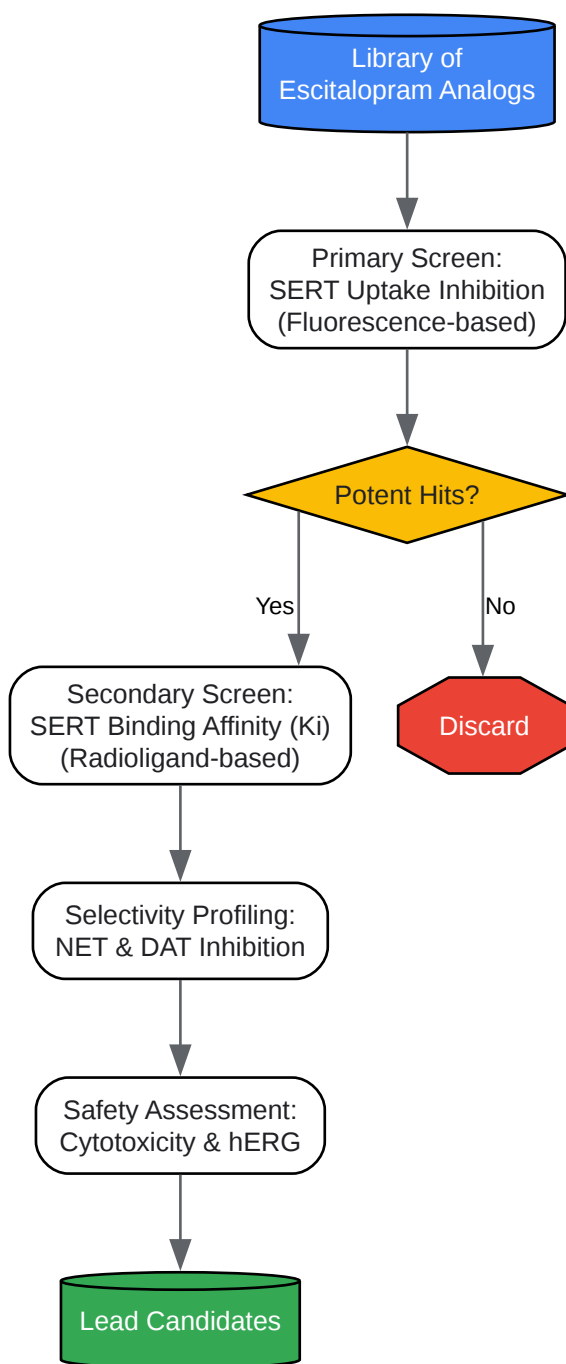 Library of
Escitalopram Analogs
Primary Screen:
SERT Uptake Inhibition
(Fluorescence-based)
Potent Hits?
Yes
No
Secondary Screen:
SERT Binding Affinity (Ki)
(Radioligand-based)
Discard
Selectivity Profiling:
NET & DAT Inhibition
Safety Assessment:
Cytotoxicity & hERG
Lead Candidates